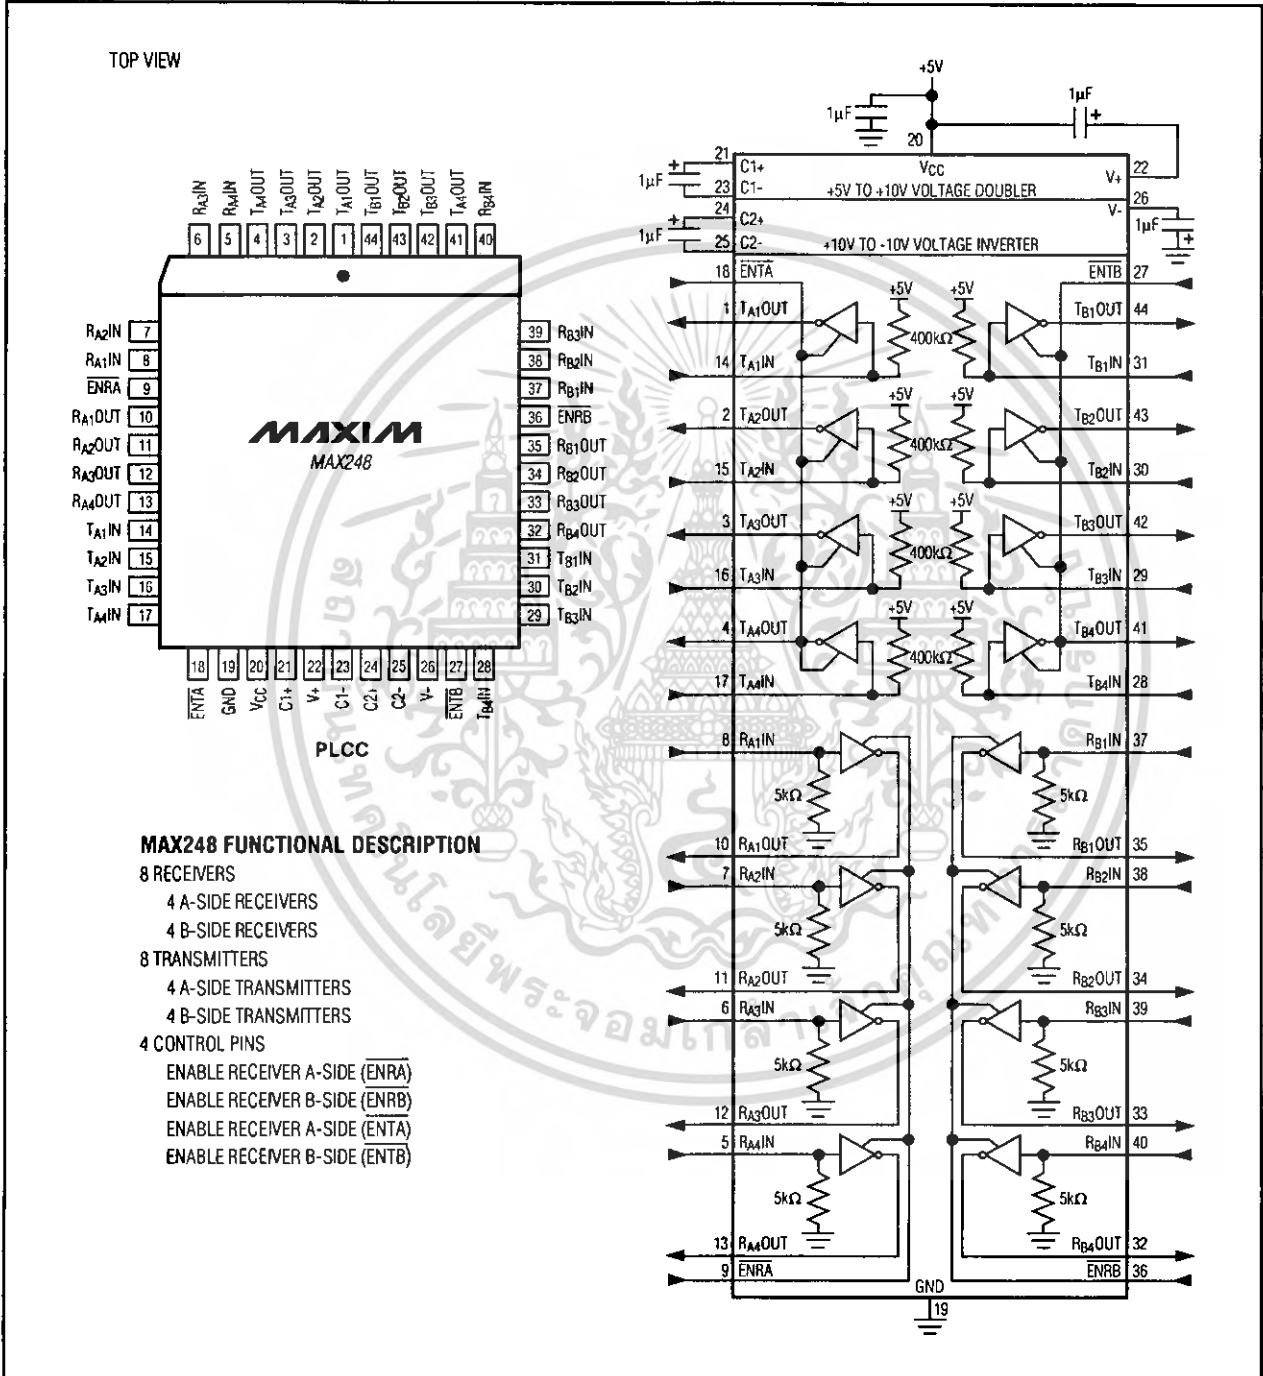 TOP VIEW
6 5 4 3 2 1 44 43 42 41 40
RA3IN RA4IN TA4OUT TA3OUT TA2OUT TA1OUT TB1OUT TB2OUT TB3OUT TA4OUT RB4IN
RA2IN 7
RA1IN 8
ENRA 9
RA1OUT 10
RA2OUT 11
RA3OUT 12
RA4OUT 13
TA1IN 14
TA2IN 15
TA3IN 16
TA4IN 17
MAXIM
MAX248
39 RB3IN
38 RB2IN
37 RB1IN
36 ENRB
35 RB1OUT
34 RB2OUT
33 RB3OUT
32 RB4OUT
31 TB1IN
30 TB2IN
29 TB3IN
18 19 20 21 22 23 24 25 26 27 28
ENTA GND VCC C1+ V+ C1- C2+ C2- V- ENTB TB4IN
PLCC
MAX248 FUNCTIONAL DESCRIPTION
8 RECEIVERS
4 A-SIDE RECEIVERS
4 B-SIDE RECEIVERS
8 TRANSMITTERS
4 A-SIDE TRANSMITTERS
4 B-SIDE TRANSMITTERS
4 CONTROL PINS
ENABLE RECEIVER A-SIDE (ENRA)
ENABLE RECEIVER B-SIDE (ENRB)
ENABLE RECEIVER A-SIDE (ENTA)
ENABLE RECEIVER B-SIDE (ENTB)
+5V
1µF 1µF +
20
21 C1+ VCC V+ 22
+ 1µF
23 C1- +5V TO +10V VOLTAGE DOUBLER
24 C2+ V- 26
+ 1µF 1µF +
25 C2- +10V TO -10V VOLTAGE INVERTER
18 ENTA ENTB 27
+5V +5V
1 TA1OUT TB1OUT 44
400kΩ
14 TA1IN TB1IN 31
+5V +5V
2 TA2OUT TB2OUT 43
400kΩ
15 TA2IN TB2IN 30
+5V +5V
3 TA3OUT TB3OUT 42
400kΩ
16 TA3IN TB3IN 29
+5V +5V
4 TA4OUT TB4OUT 41
400kΩ
17 TA4IN TB4IN 28
8 RA1IN RB1IN 37
5kΩ 5kΩ
10 RA1OUT RB1OUT 35
7 RA2IN RB2IN 38
5kΩ 5kΩ
11 RA2OUT RB2OUT 34
6 RA3IN RB3IN 39
5kΩ 5kΩ
12 RA3OUT RB3OUT 33
5 RA4IN RB4IN 40
5kΩ 5kΩ
13 RA4OUT RB4OUT 32
9 ENRA ENRB 36
GND
19